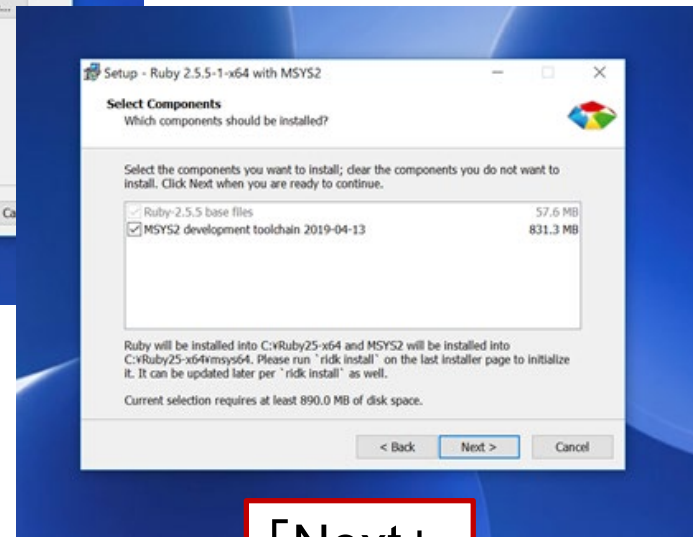 Ca
Setup - Ruby 2.5.5-1-x64 with MSYS2
Select Components
Which components should be installed?
Select the components you want to install; clear the components you do not want to
install. Click Next when you are ready to continue.
Ruby-2.5.5 base files 57.6 MB
MSYS2 development toolchain 2019-04-13 831.3 MB
Ruby will be installed into C:¥Ruby25-x64 and MSYS2 will be installed into
C:¥Ruby25-x64¥msys64. Please run `ridk install` on the last installer page to initialize
it. It can be updated later per `ridk install` as well.
Current selection requires at least 890.0 MB of disk space.
< Back Next > Cancel
「Next」